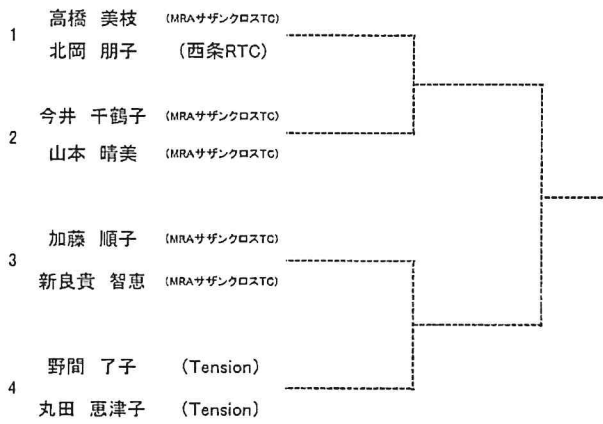 1
高橋 美枝 (MRAサザンクロスTC)
北岡 朋子 (西条RTC)
2
今井 千鶴子 (MRAサザンクロスTC)
山本 晴美 (MRAサザンクロスTC)
3
加藤 順子 (MRAサザンクロスTC)
新良貴 智恵 (MRAサザンクロスTC)
4
野間 了子 (Tension)
丸田 恵津子 (Tension)